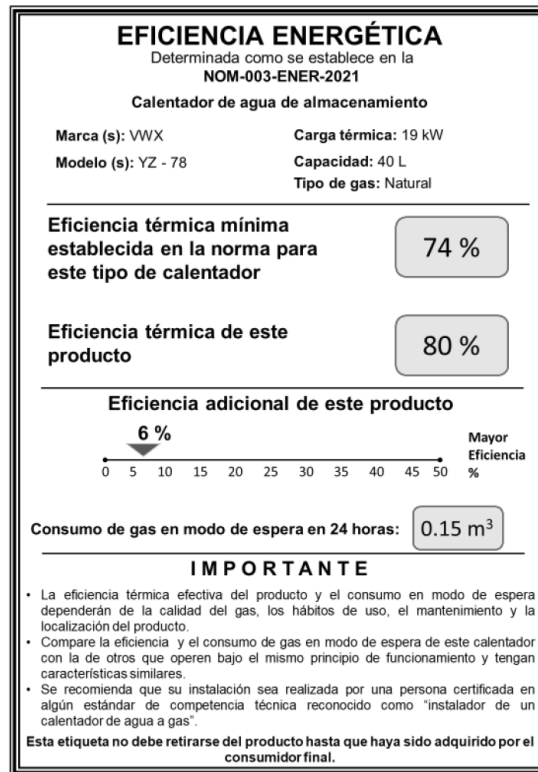 EFICIENCIA ENERGÉTICA
Determinada como se establece en la
NOM-003-ENER-2021
Calentador de agua de almacenamiento
Marca (s): VWX
Modelo (s): YZ - 78
Carga térmica: 19 kW
Capacidad: 40 L
Tipo de gas: Natural
Eficiencia térmica mínima
establecida en la norma para
este tipo de calentador
74 %
Eficiencia térmica de este
producto
80 %
Eficiencia adicional de este producto
6 %
0 5 10 15 20 25 30 35 40 45 50
Mayor
Eficiencia
%
Consumo de gas en modo de espera en 24 horas: 0.15 m³
IMPORTANTE
• La eficiencia térmica efectiva del producto y el consumo en modo de espera
dependerán de la calidad del gas, los hábitos de uso, el mantenimiento y la
localización del producto.
• Compare la eficiencia y el consumo de gas en modo de espera de este calentador
con la de otros que operen bajo el mismo principio de funcionamiento y tengan
características similares.
• Se recomienda que su instalación sea realizada por una persona certificada en
algún estándar de competencia técnica reconocido como “instalador de un
calentador de agua a gas”.
Esta etiqueta no debe retirarse del producto hasta que haya sido adquirido por el
consumidor final.